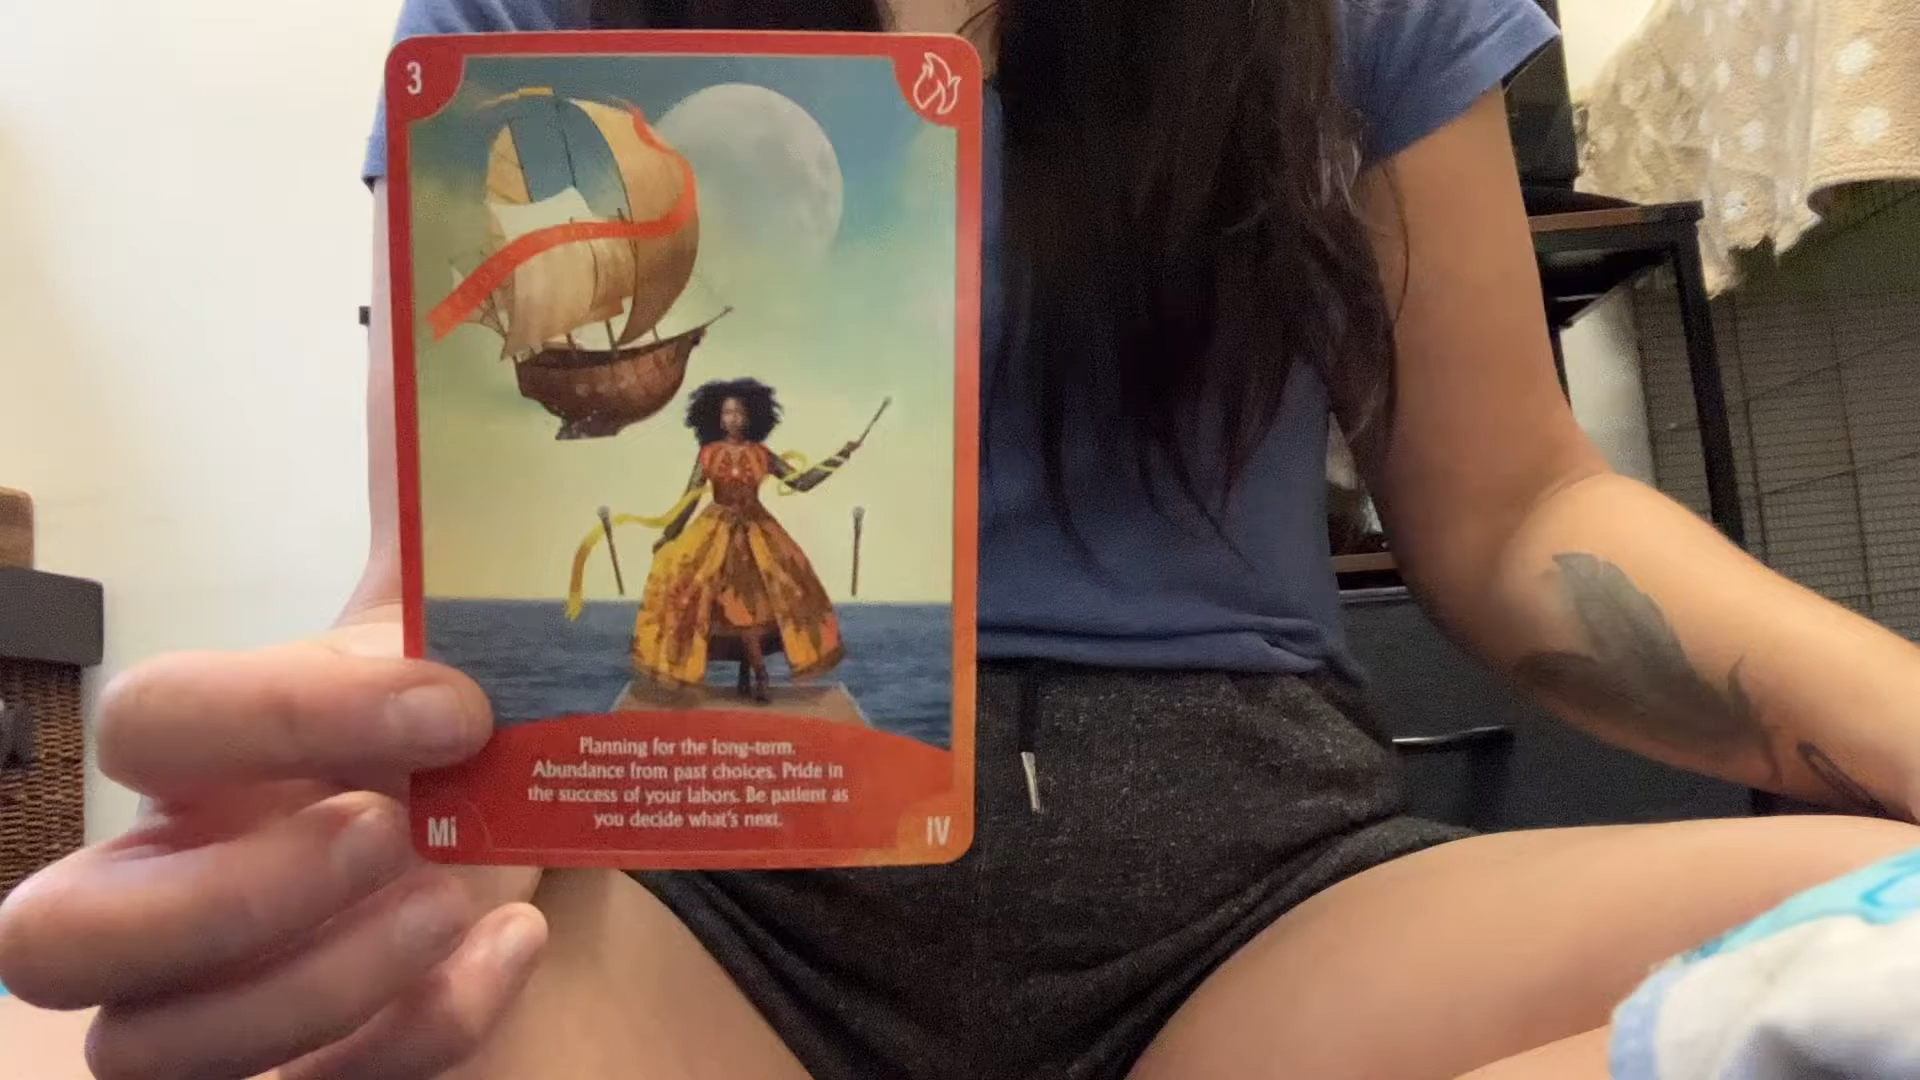 3
Planning for the long-term.
Abundance from past choices. Pride in
the success of your labors. Be patient as
you decide what's next.
Mi
IV